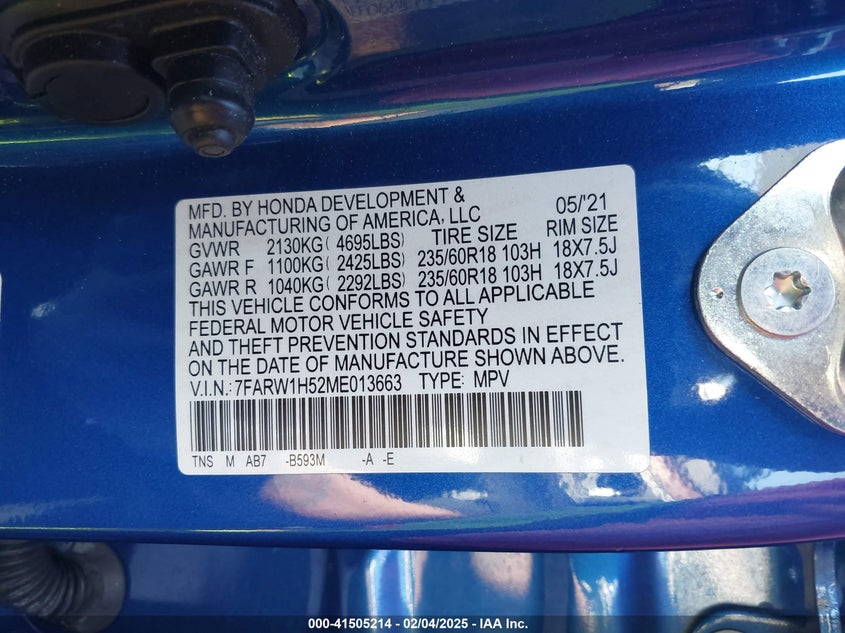 MFD. BY HONDA DEVELOPMENT &
MANUFACTURING OF AMERICA, LLC 05/'21
GVWR 2130KG( 4695LBS) TIRE SIZE RIM SIZE
GAWR F 1100KG( 2425LBS) 235/60R18 103H 18X7.5J
GAWR R 1040KG( 2292LBS) 235/60R18 103H 18X7.5J
THIS VEHICLE CONFORMS TO ALL APPLICABLE
FEDERAL MOTOR VEHICLE SAFETY
AND THEFT PREVENTION STANDARDS IN EFFECT
ON THE DATE OF MANUFACTURE SHOWN ABOVE.
V.I.N.:7FARW1H52ME013663 TYPE: MPV
TNS M AB7 -B593M -A -E
000-41505214 - 02/04/2025 - IAA Inc.